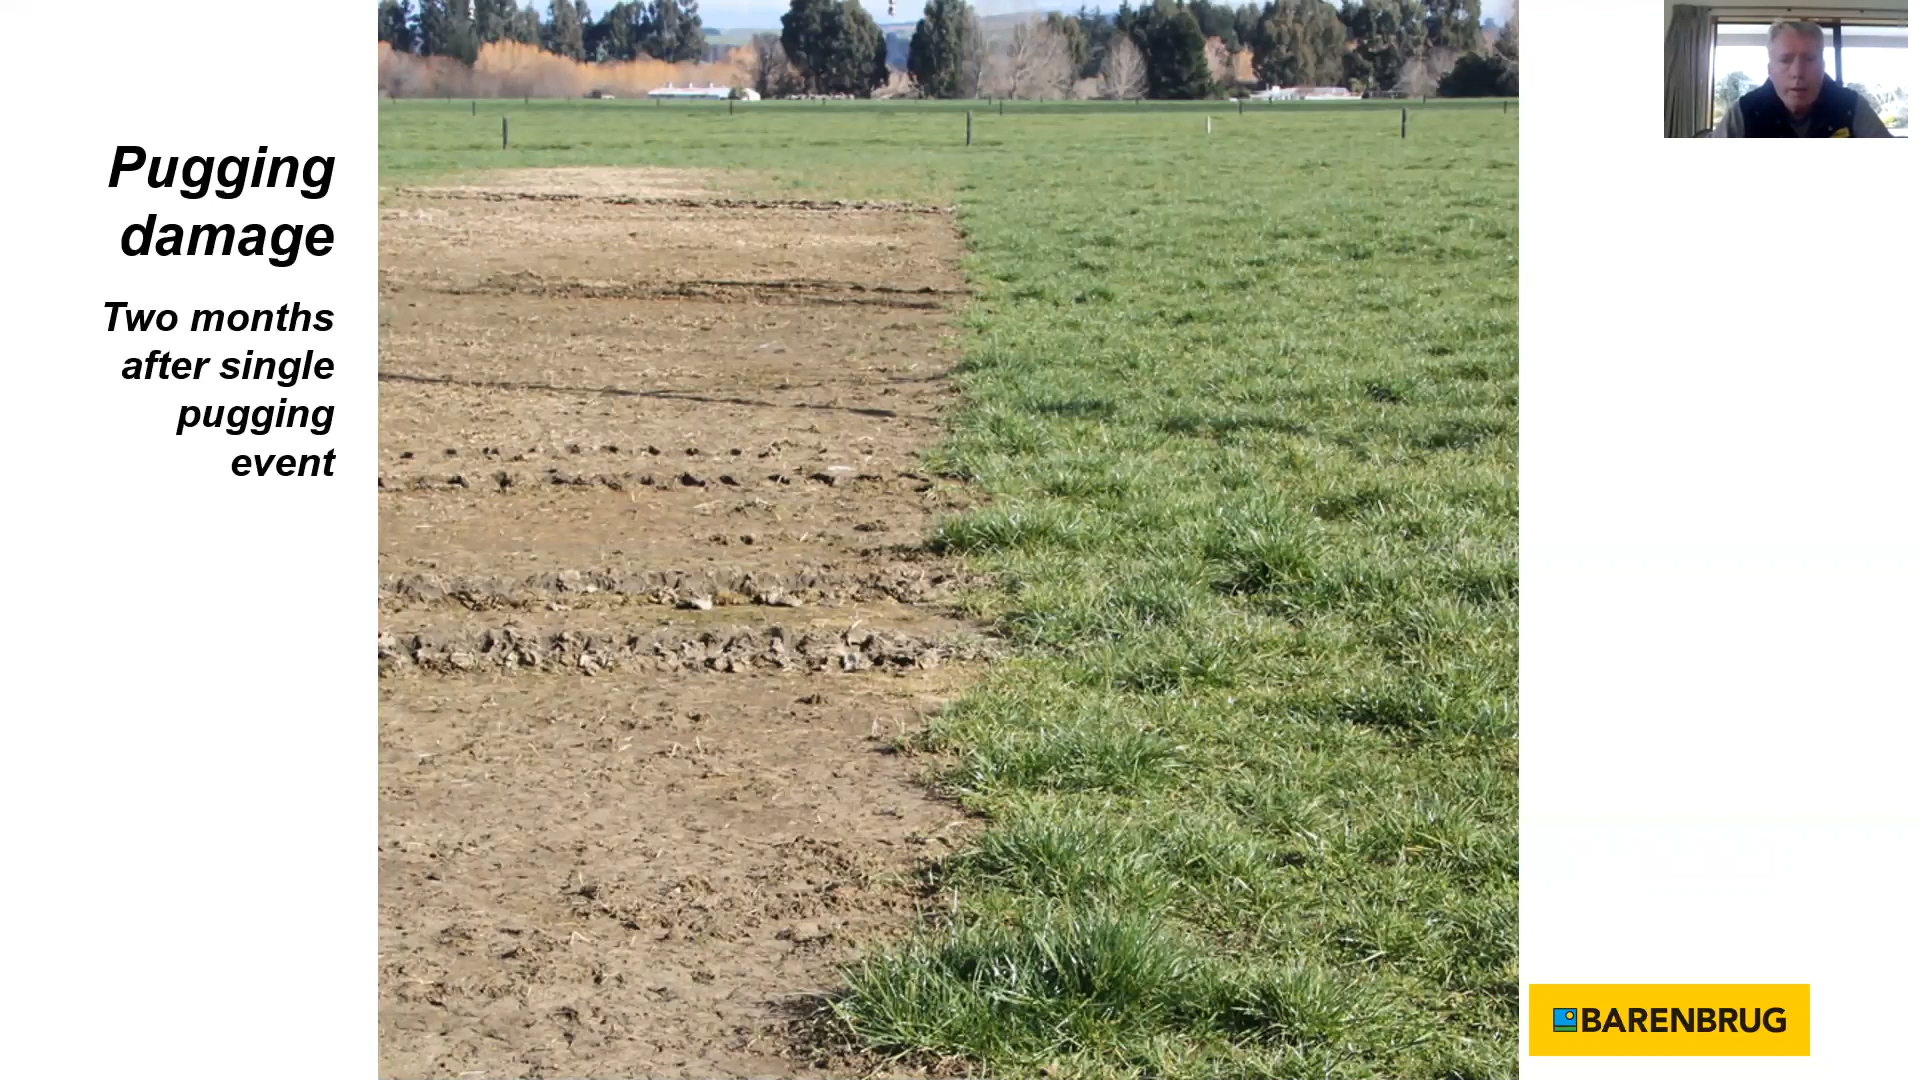 Pugging
damage
Two months
after single
pugging
event
BARENBRUG